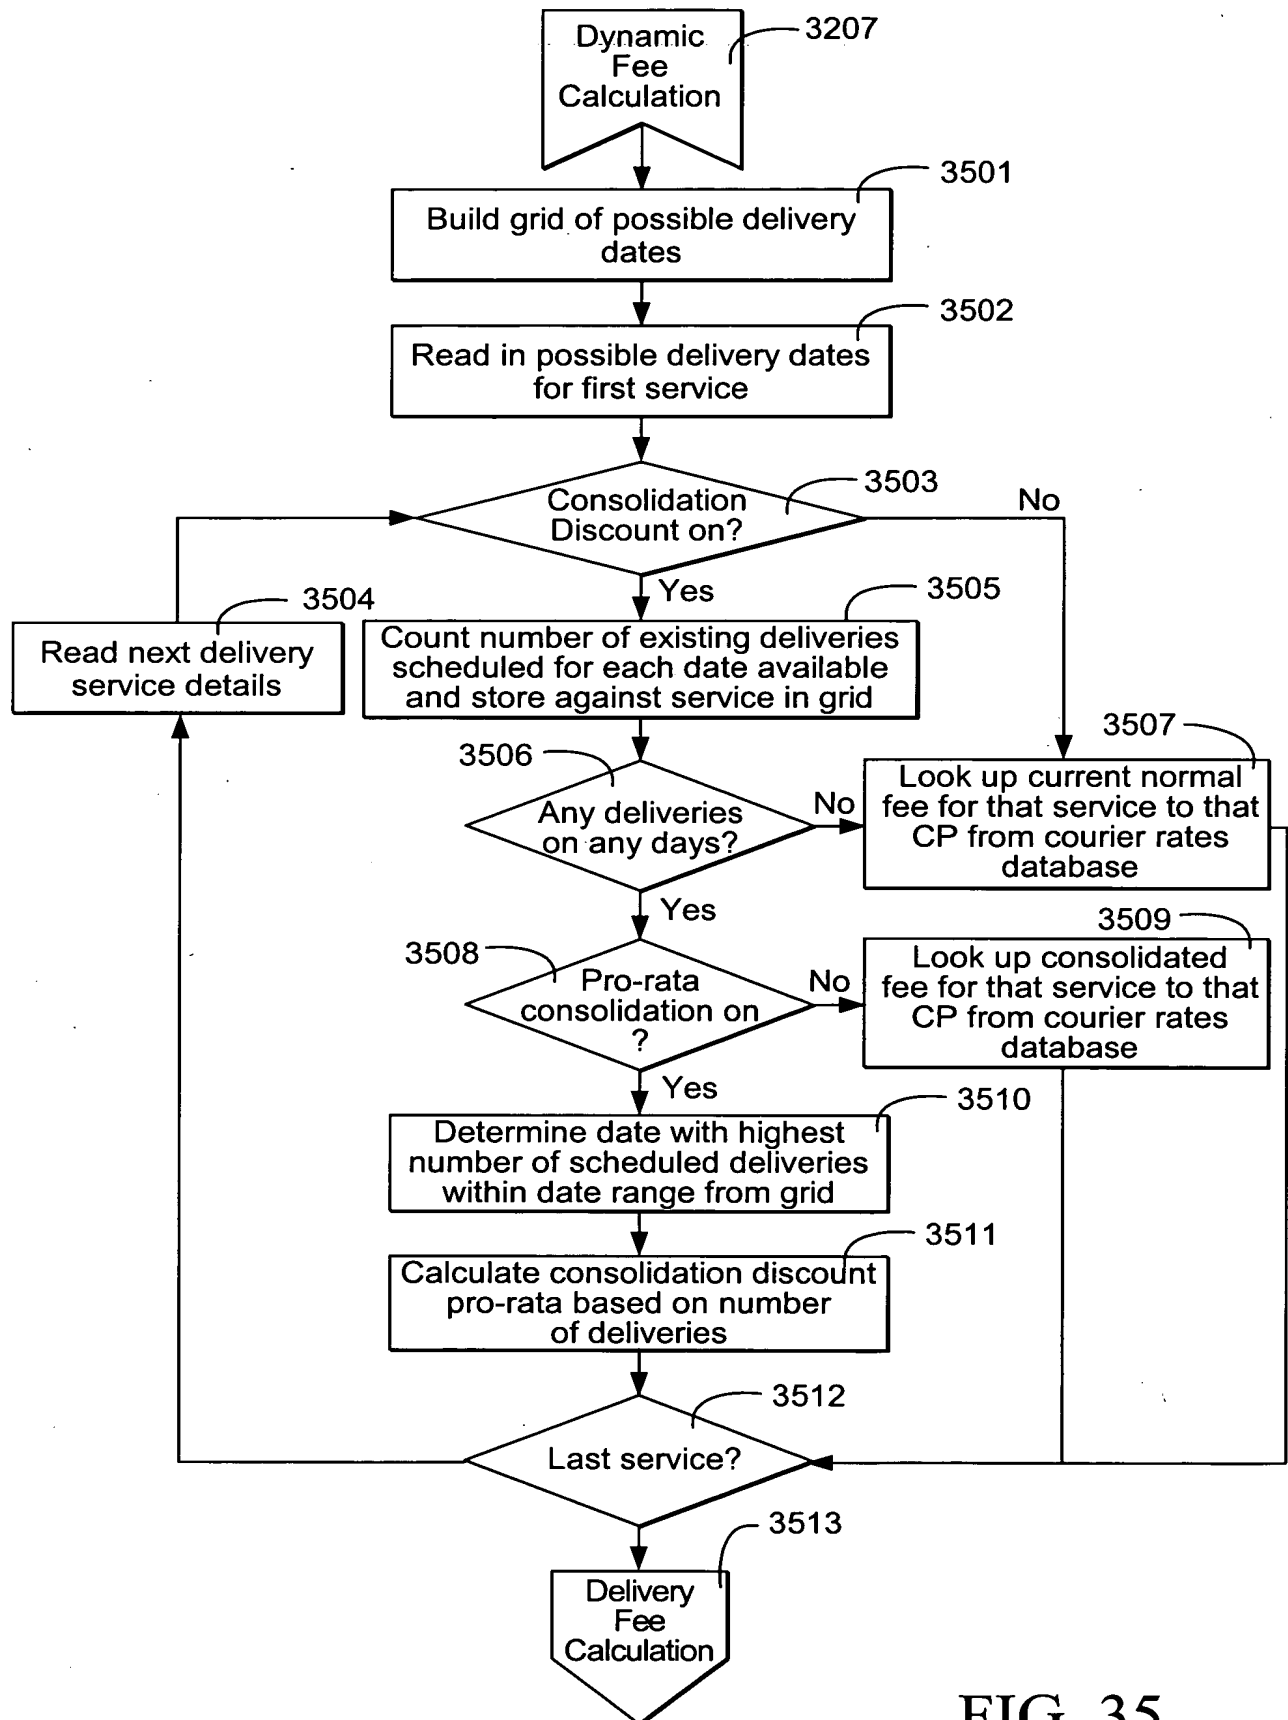 Dynamic
Fee
Calculation
3207
3501
Build grid of possible delivery
dates
3502
Read in possible delivery dates
for first service
3503
Consolidation
Discount on?
No
Yes
3504
Read next delivery
service details
3505
Count number of existing deliveries
scheduled for each date available
and store against service in grid
3506
Any deliveries
on any days?
No
Yes
3507
Look up current normal
fee for that service to that
CP from courier rates
database
3508
Pro-rata
consolidation on
?
No
Yes
3509
Look up consolidated
fee for that service to that
CP from courier rates
database
3510
Determine date with highest
number of scheduled deliveries
within date range from grid
3511
Calculate consolidation discount
pro-rata based on number
of deliveries
3512
Last service?
3513
Delivery
Fee
Calculation
FIG. 35